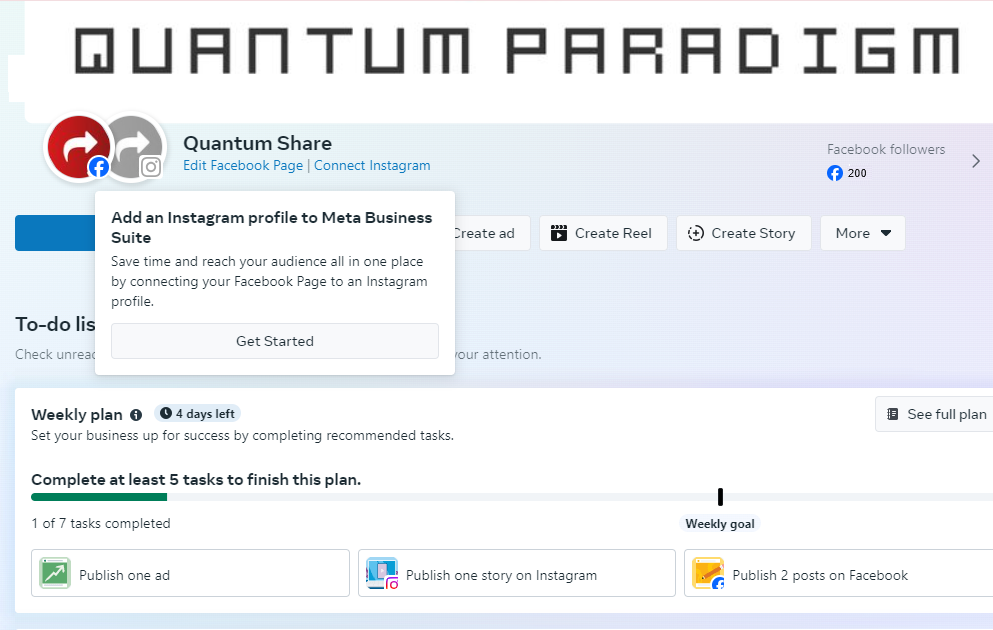 QUANTUM PARADIGM
Quantum Share
Edit Facebook Page | Connect Instagram
Facebook followers
200
Add an Instagram profile to Meta Business
Suite
Save time and reach your audience all in one place
by connecting your Facebook Page to an Instagram
profile.
Get Started
Create ad
Create Reel
Create Story
More
To-do lis
Check unread
your attention.
Weekly plan
4 days left
See full plan
Set your business up for success by completing recommended tasks.
Complete at least 5 tasks to finish this plan.
1 of 7 tasks completed
Weekly goal
Publish one ad
Publish one story on Instagram
Publish 2 posts on Facebook